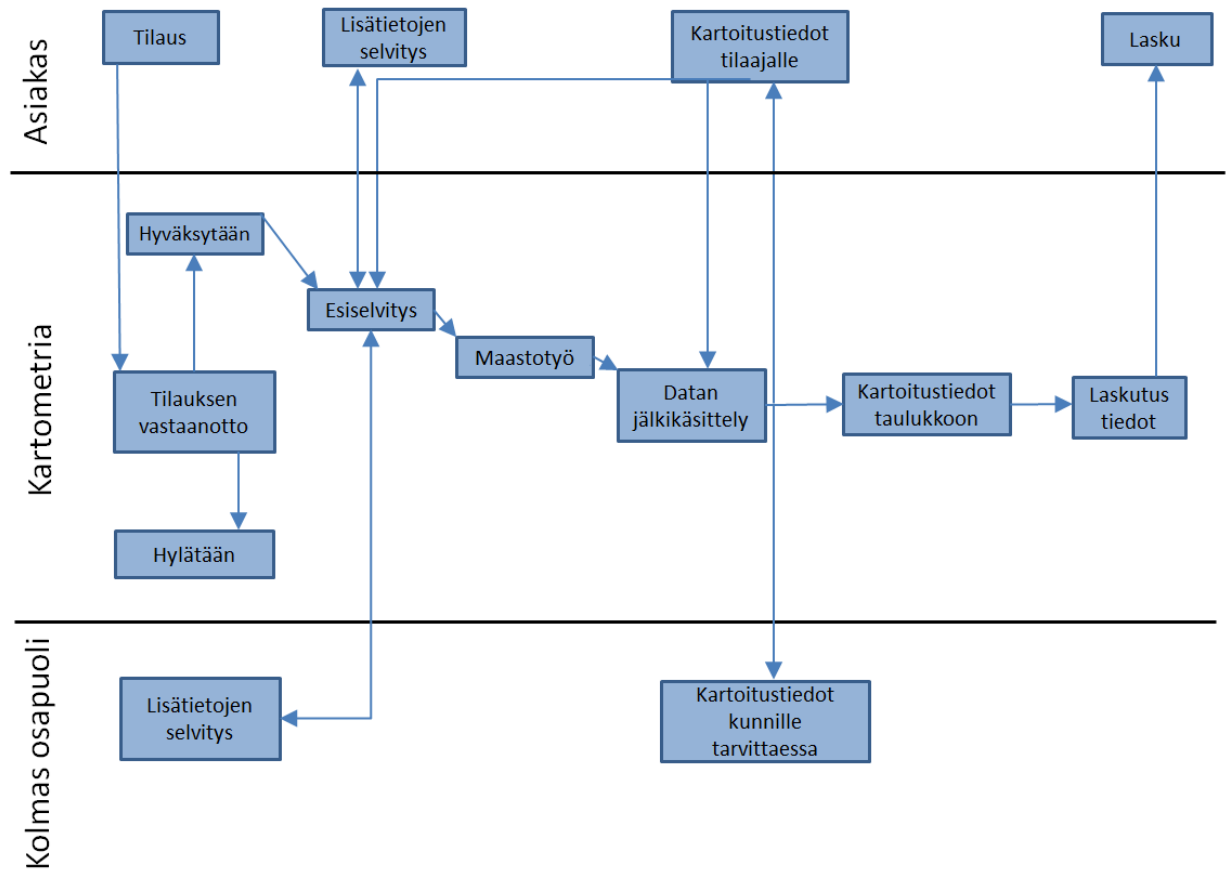 Asiakas
Tilaus
Lisätietojen
selvitys
Kartoitustiedot
tilaajalle
Lasku
Kartometria
Hyväksytään
Esiselvitys
Maastotyö
Tilauksen
vastaanotto
Datan
jälkikäsittely
Kartoitustiedot
taulukkoon
Laskutus
tiedot
Hylätään
Kolmas osapuoli
Lisätietojen
selvitys
Kartoitustiedot
kunnille
tarvittaessa